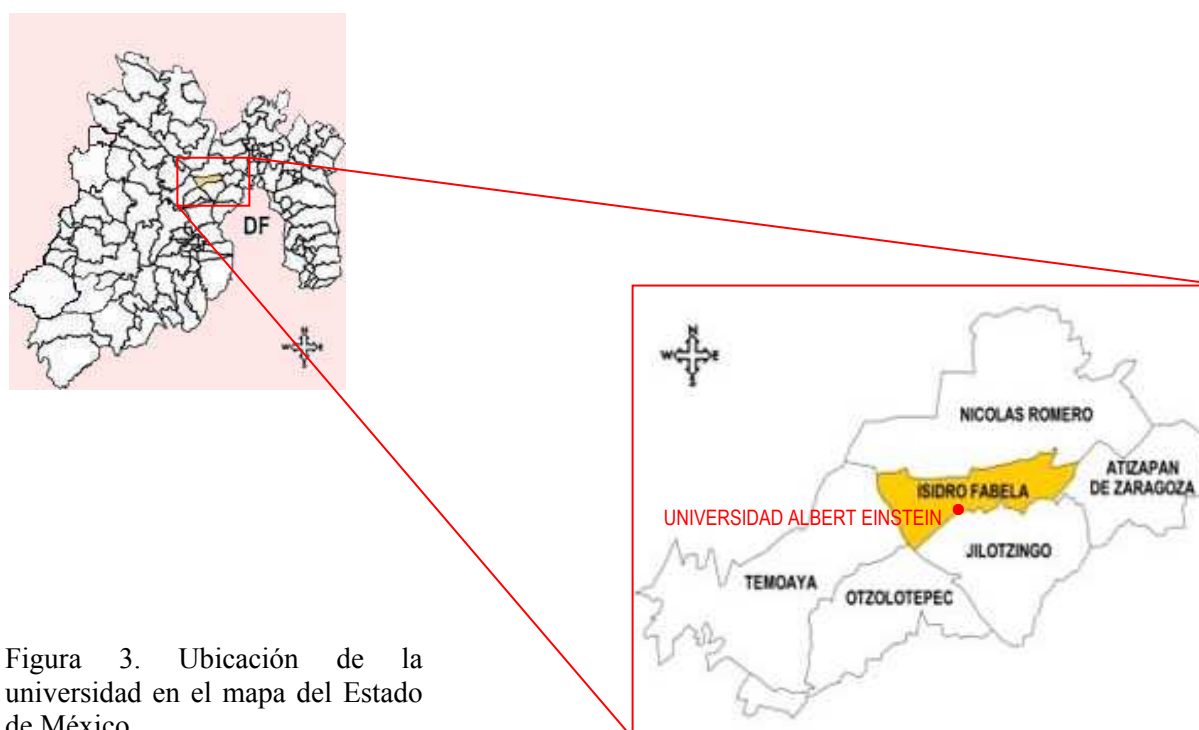 DF
N
W E
S
N
W E
S
NICOLAS ROMERO
ATIZAPAN
DE ZARAGOZA
ISIDRO FABELA
UNIVERSIDAD ALBERT EINSTEIN
JILOTZINGO
TEMOAYA
OTZOLOTEPEC
Figura 3. Ubicación de la
universidad en el mapa del Estado
de México